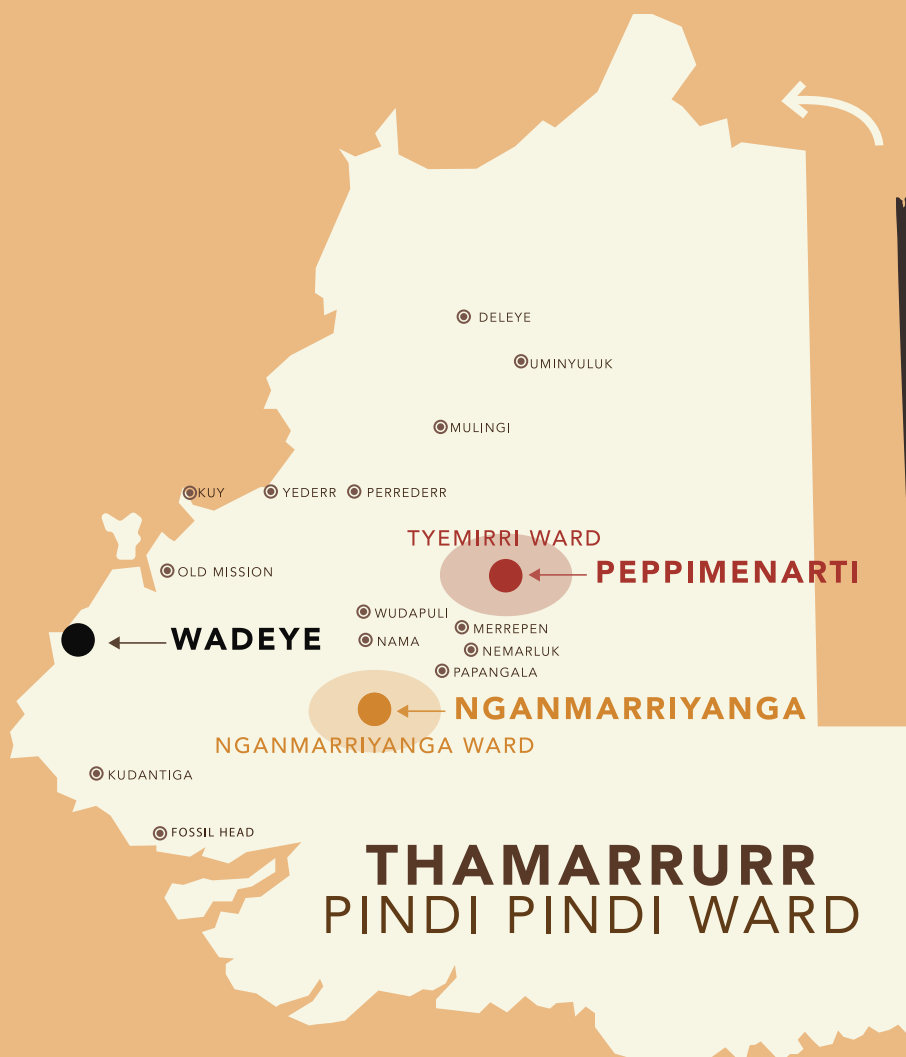 DELEYE
UMINYULUK
MULINGI
KUY
YEDERR
PERREDERR
TYEMIRRI WARD
PEPPIMENARTI
OLD MISSION
WUDAPULI
MERREPEN
WADEYE
NAMA
NEMARLUK
PAPANGALA
NGANMARRIYANGA
NGANMARRIYANGA WARD
KUDANTIGA
FOSSIL HEAD
THAMARRURR
PINDI PINDI WARD